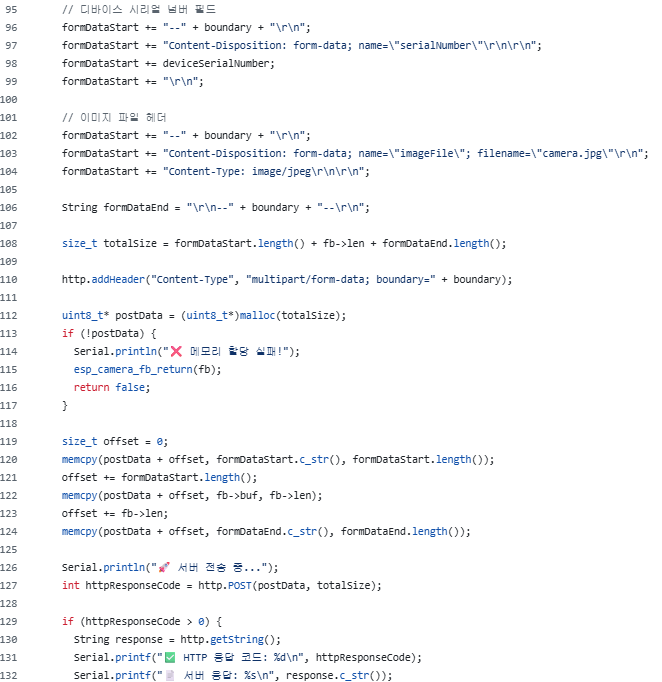 95 // 디바이스 시리얼 넘버 필드
96 formDataStart += "--" + boundary + "\r\n";
97 formDataStart += "Content-Disposition: form-data; name=\"serialNumber\"\r\n\r\n";
98 formDataStart += deviceSerialNumber;
99 formDataStart += "\r\n";
100
101 // 이미지 파일 헤더
102 formDataStart += "--" + boundary + "\r\n";
103 formDataStart += "Content-Disposition: form-data; name=\"imageFile\"; filename=\"camera.jpg\"\r\n";
104 formDataStart += "Content-Type: image/jpeg\r\n\r\n";
105
106 String formDataEnd = "\r\n--" + boundary + "--\r\n";
107
108 size_t totalSize = formDataStart.length() + fb->len + formDataEnd.length();
109
110 http.addHeader("Content-Type", "multipart/form-data; boundary=" + boundary);
111
112 uint8_t* postData = (uint8_t*)malloc(totalSize);
113 if (!postData) {
114 Serial.println("❌ 메모리 할당 실패!");
115 esp_camera_fb_return(fb);
116 return false;
117 }
118
119 size_t offset = 0;
120 memcpy(postData + offset, formDataStart.c_str(), formDataStart.length());
121 offset += formDataStart.length();
122 memcpy(postData + offset, fb->buf, fb->len);
123 offset += fb->len;
124 memcpy(postData + offset, formDataEnd.c_str(), formDataEnd.length());
125
126 Serial.println("🚀 서버 전송 중...");
127 int httpResponseCode = http.POST(postData, totalSize);
128
129 if (httpResponseCode > 0) {
130 String response = http.getString();
131 Serial.printf("✅ HTTP 응답 코드: %d\n", httpResponseCode);
132 Serial.printf("📄 서버 응답: %s\n", response.c_str());